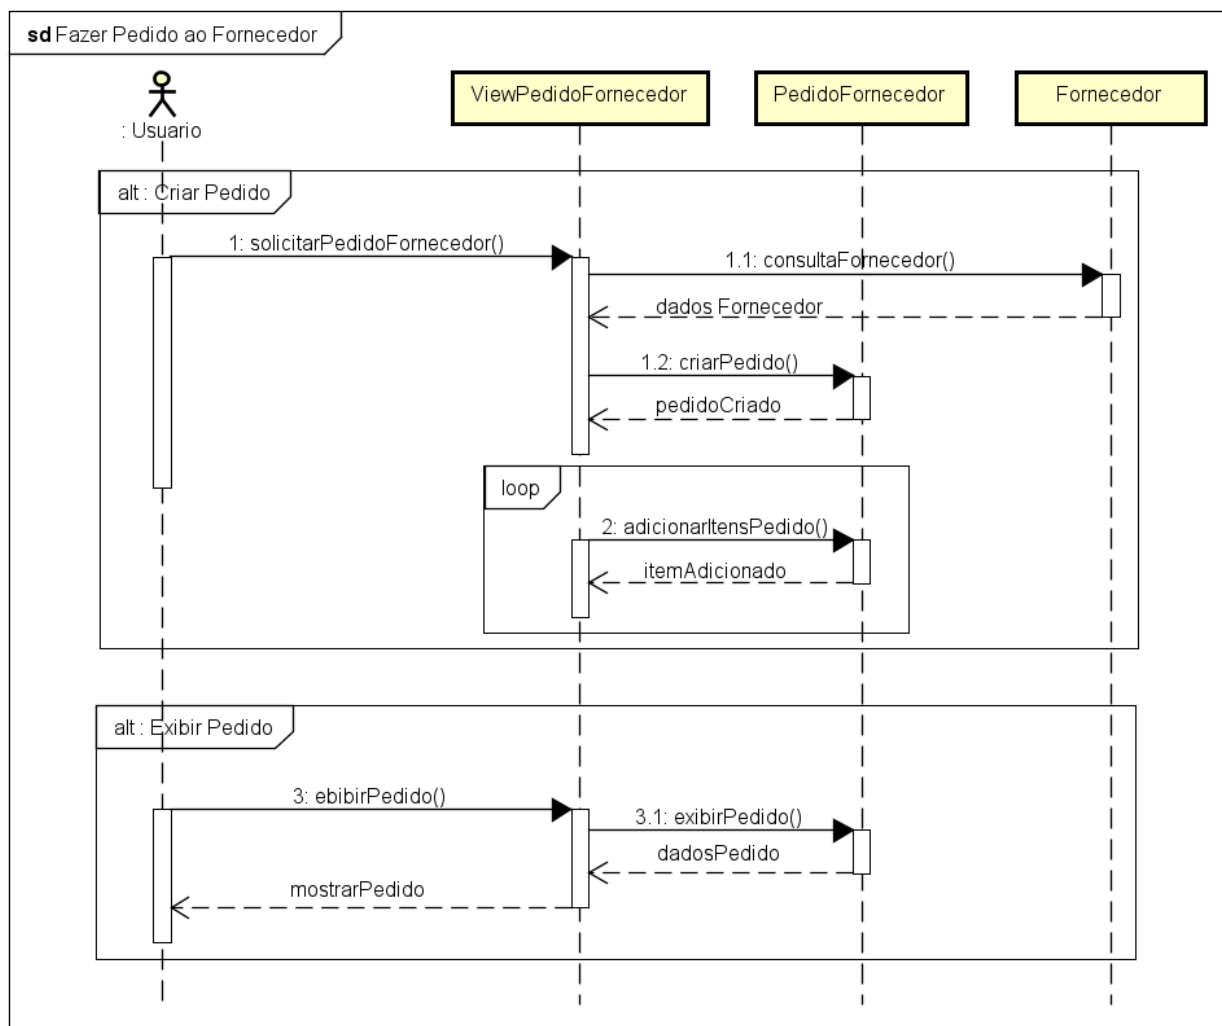 sd Fazer Pedido ao Fornecedor
: Usuario
ViewPedidoFornecedor
PedidoFornecedor
Fornecedor
alt : Criar Pedido
1: solicitarPedidoFornecedor()
1.1: consultaFornecedor()
dados Fornecedor
1.2: criarPedido()
pedidoCriado
loop
2: adicionarItensPedido()
itemAdicionado
alt : Exibir Pedido
3: ebibirPedido()
3.1: exibirPedido()
dadosPedido
mostrarPedido